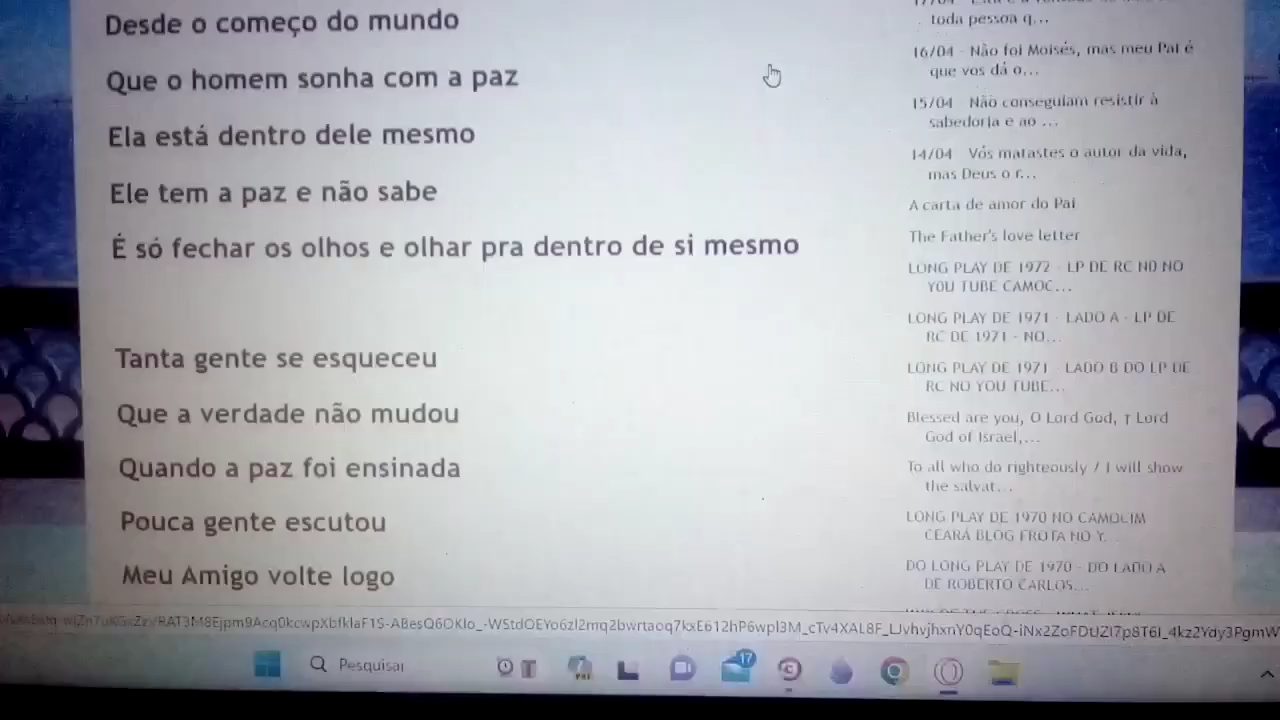 Desde o começo do mundo
Que o homem sonha com a paz
Ela está dentro dele mesmo
Ele tem a paz e não sabe
É só fechar os olhos e olhar pra dentro de si mesmo
Tanta gente se esqueceu
Que a verdade não mudou
Quando a paz foi ensinada
Pouca gente escutou
Meu Amigo volte logo
toda pessoa q...
16/04 - Não foi Moisés, mas meu Pai é
que vos dá o...
15/04 Não conseguiam resistir à
sabedoria e ao ...
14/04 Vós matastes o autor da vida,
mas Deus o r...
A carta de amor do Pai
The Father's love letter
LONG PLAY DE 1972 - LP DE RC ND NO
YOU TUBE CAMOC...
LONG PLAY DE 1971 - LADO A - LP DE
RC DE 1971 - NO...
LONG PLAY DE 1971 - LADO B DO LP DE
RC NO YOU TUBE...
Blessed are you, O Lord God, † Lord
God of Israel,...
To all who do righteously / I will show
the salvat...
LONG PLAY DE 1970 NO CAMOCIM
CEARÁ BLOG FROTA NO Y...
DO LONG PLAY DE 1970 - DO LADO A
DE ROBERTO CARLOS...
Pesquisar
17